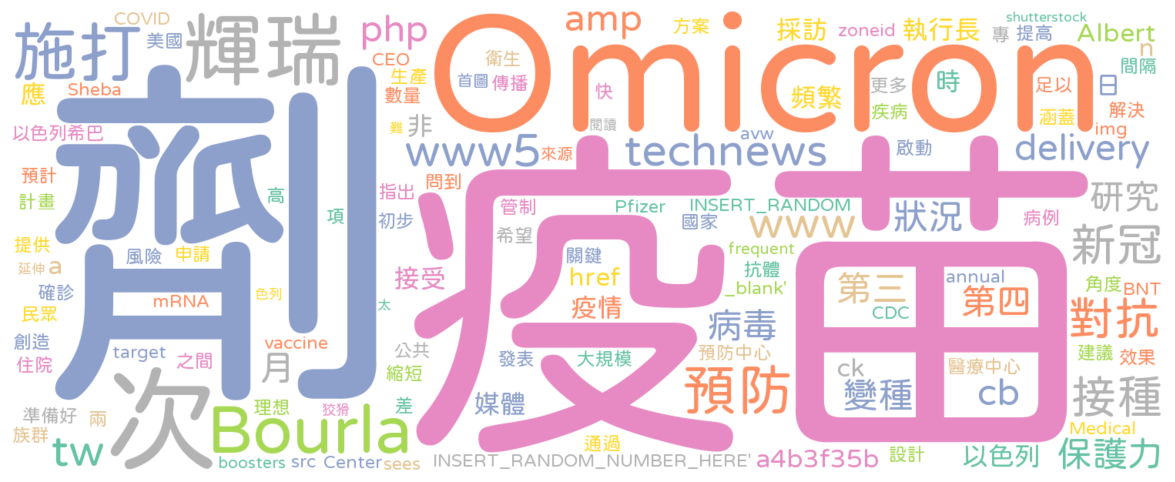 COVID
美國
施打
輝瑞
php
CEO
生產
數量
衛生
首圖
傳播
amp
方案
採訪
zoneid
執行長
shutterstock
專
提高
Albert
n
間隔
Omicron
快
頻繁
更多
疾病
時
足以
涵蓋
日
解決
img
應
Sheba
以色列希巴
劑
非
難
閱讀
www5
來源
technews
avw
啟動
delivery
預計
計畫
高
項
指出
問到
初步
管制
希望
Pfizer
INSERT_RANDOM
國家
www
狀況
病例
研究
疫苗
提供
延伸
a
風險
申請
接受
關鍵
href
frequent
抗體
_blank'
新冠
確診
mRNA
色列
太
疫情
病毒
第三
CDC
annual
第四
角度
BNT
民眾
對抗
創造
住院
target
之間
vaccine
月
公共
縮短
發表
大規模
預防中心
ck
變種
醫療中心
cb
建議
效果
準備好
族群
兩
次
理想
狡猾
差
媒體
預防
接種
tw
Bourla
通過
Medical
boosters
src
Center
sees
INSERT_RANDOM_NUMBER_HERE'
a4b3f35b
設計
以色列
保護力